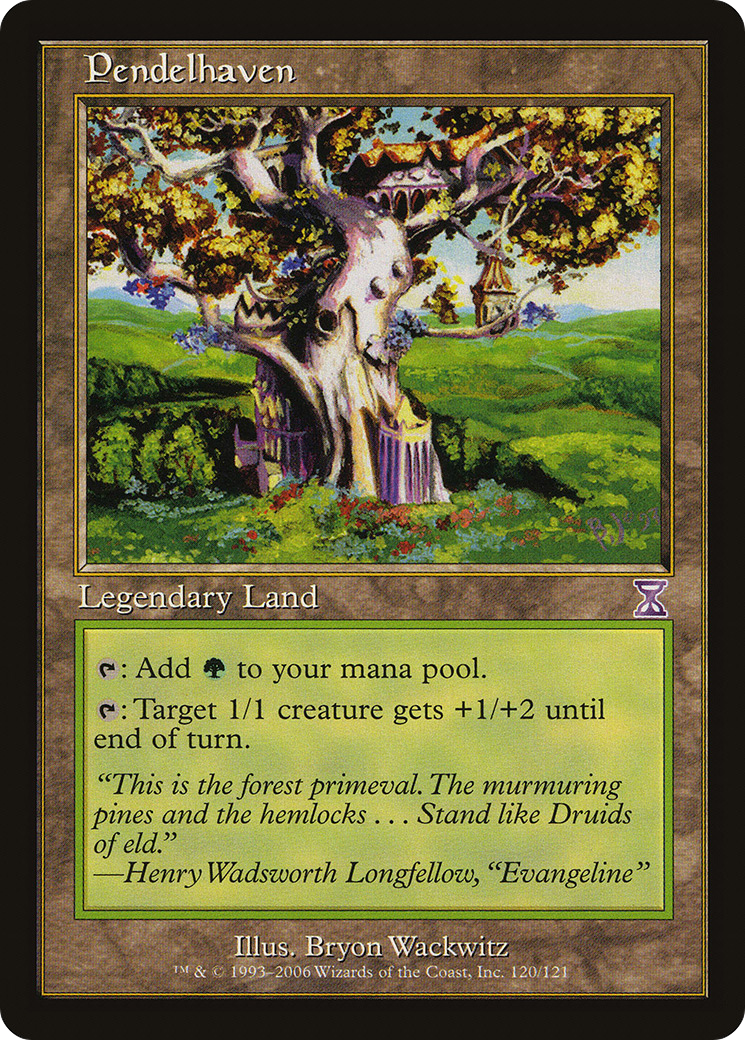 Pendelhaven
Legendary Land
: Add to your mana pool.
: Target 1/1 creature gets +1/+2 until
end of turn.
“This is the forest primeval. The murmuring
pines and the hemlocks . . . Stand like Druids
of eld.”
—Henry Wadsworth Longfellow, “Evangeline”
Illus. Bryon Wackwitz
™ & © 1993–2006 Wizards of the Coast, Inc. 120/121